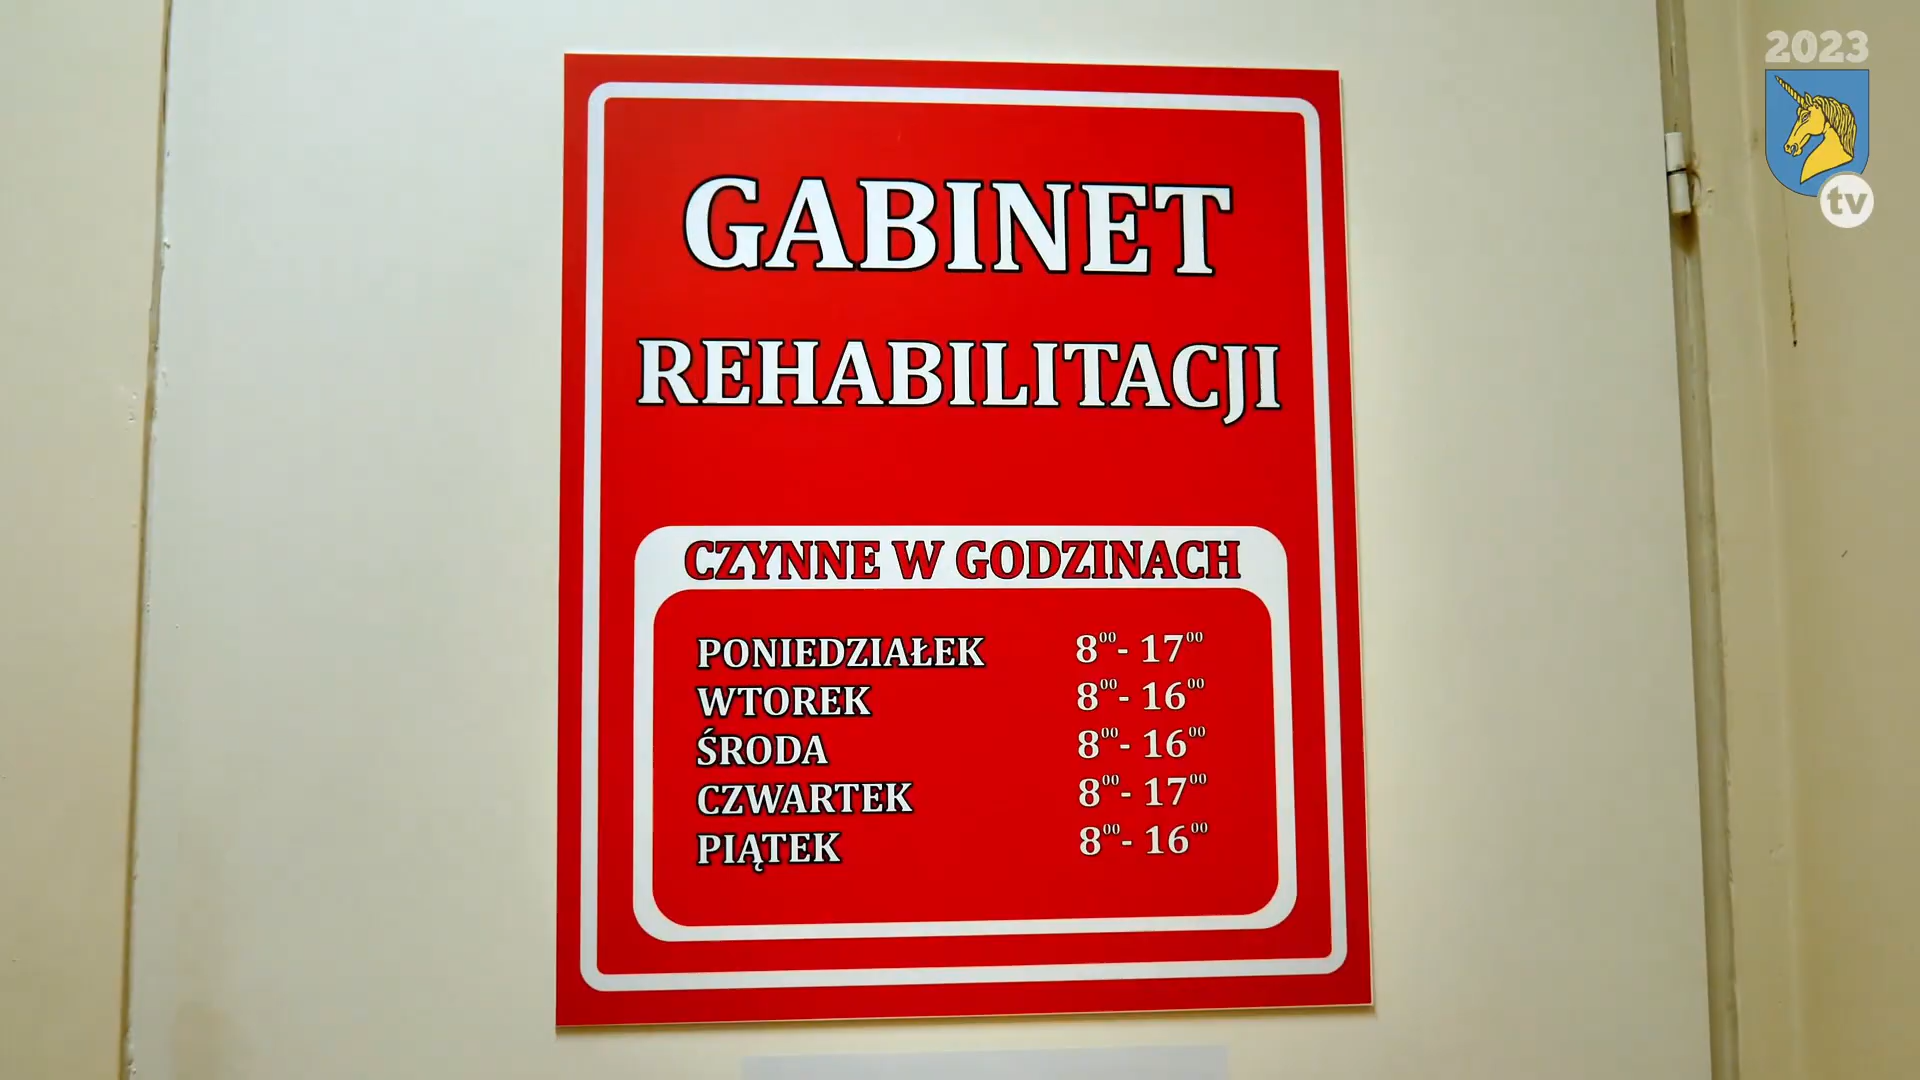 2023
tv
GABINET
REHABILITACJI
CZYNNE W GODZINACH
PONIEDZIAŁEK 8⁰⁰- 17⁰⁰
WTOREK 8⁰⁰- 16⁰⁰
ŚRODA 8⁰⁰- 16⁰⁰
CZWARTEK 8⁰⁰- 17⁰⁰
PIĄTEK 8⁰⁰- 16⁰⁰